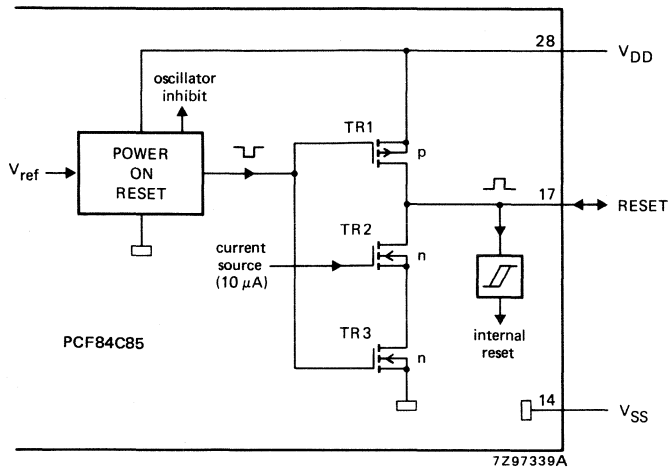 28
V_DD
oscillator
inhibit
TR1
POWER
ON
RESET
p
V_ref
17
RESET
TR2
current
source
(10 μA)
n
internal
reset
TR3
PCF84C85
n
14
V_SS
7Z97339A